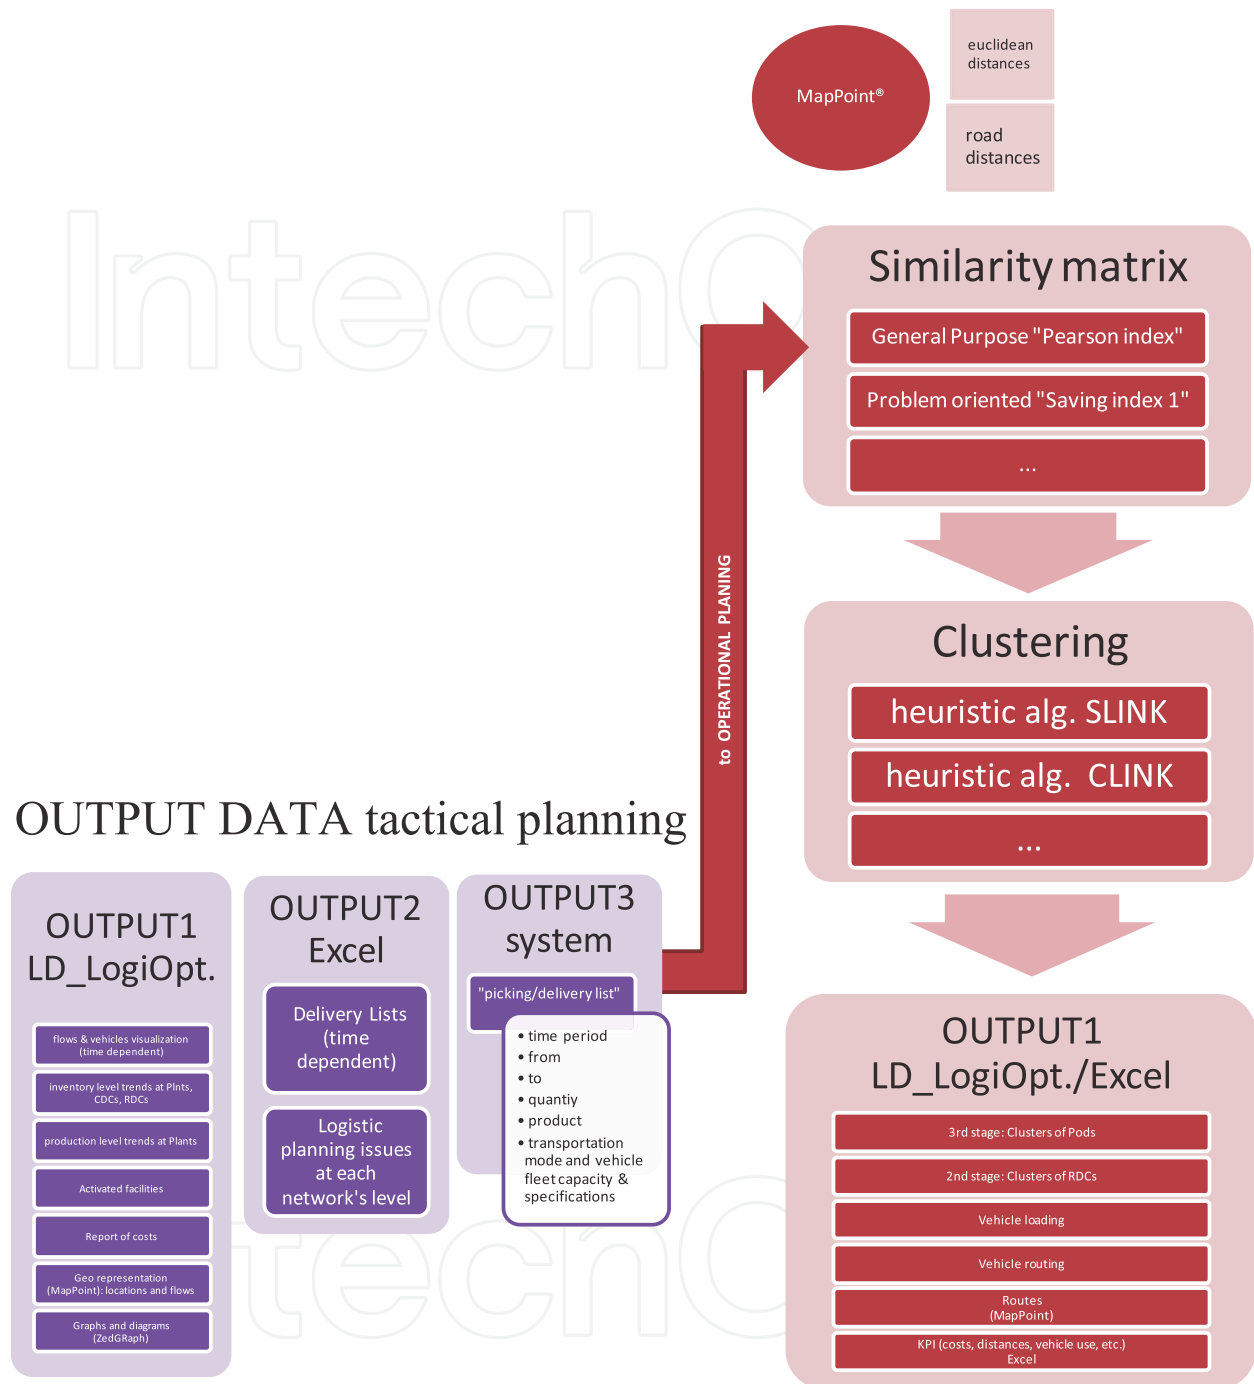 MapPoint®
euclidean
distances
road
distances
IntechO
Similarity matrix
General Purpose "Pearson index"
Problem oriented "Saving index 1"
...
to OPERATIONAL PLANING
Clustering
heuristic alg. SLINK
heuristic alg. CLINK
...
OUTPUT DATA tactical planning
OUTPUT1
LD_LogiOpt.
flows & vehicles visualization
(time dependent)
inventory level trends at Plnts,
CDCs, RDCs
production level trends at Plants
Activated facilities
Report of costs
Geo representation
(MapPoint): locations and flows
Graphs and diagrams
(ZedGRaph)
OUTPUT2
Excel
Delivery Lists
(time
dependent)
Logistic
planning issues
at each
network's level
OUTPUT3
system
"picking/delivery list"
• time period
• from
• to
• quantiy
• product
• transportation
mode and vehicle
fleet capacity &
specifications
OUTPUT1
LD_LogiOpt./Excel
3rd stage: Clusters of Pods
2nd stage: Clusters of RDCs
Vehicle loading
Vehicle routing
Routes
(MapPoint)
KPI (costs, distances, vehicle use, etc.)
Excel